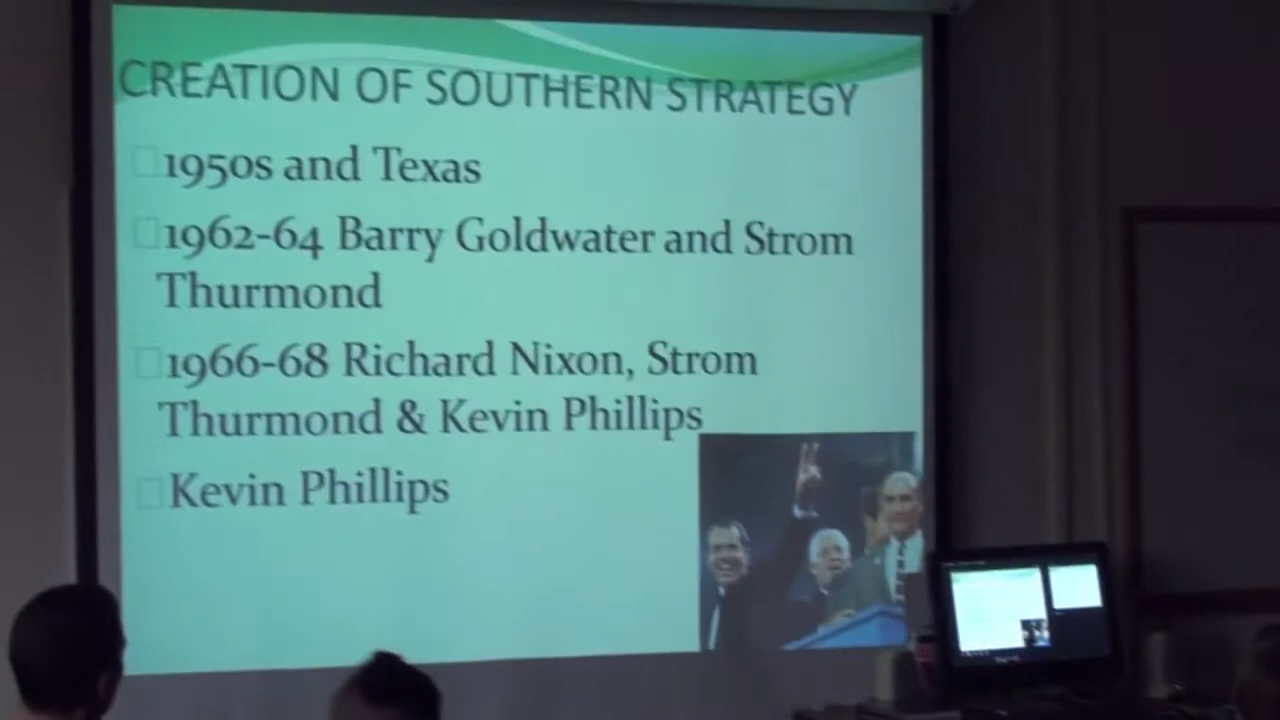 CREATION OF SOUTHERN STRATEGY
1950s and Texas
1962-64 Barry Goldwater and Strom
Thurmond
1966-68 Richard Nixon, Strom
Thurmond & Kevin Phillips
Kevin Phillips